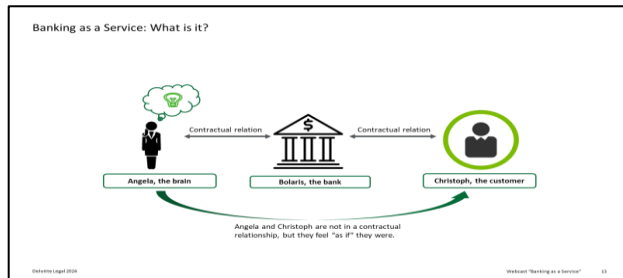 Banking as a Service: What is it?
$
Contractual relation
Contractual relation
Angela, the brain
Bolaris, the bank
Christoph, the customer
Angela and Christoph are not in a contractual
relationship, but they feel "as if" they were.
Deloitte Legal 2024
Webcast "Banking as a Service"